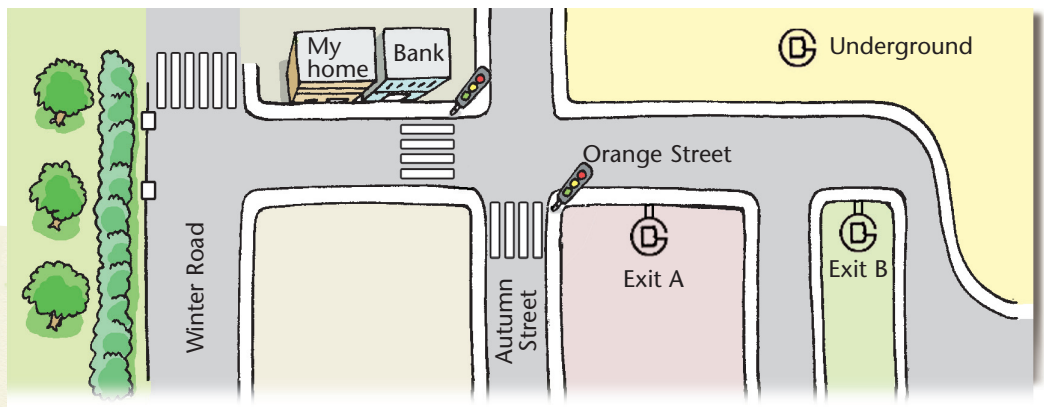 My
home
Bank
Underground
Orange Street
Exit A
Exit B
Winter Road
Autumn
Street